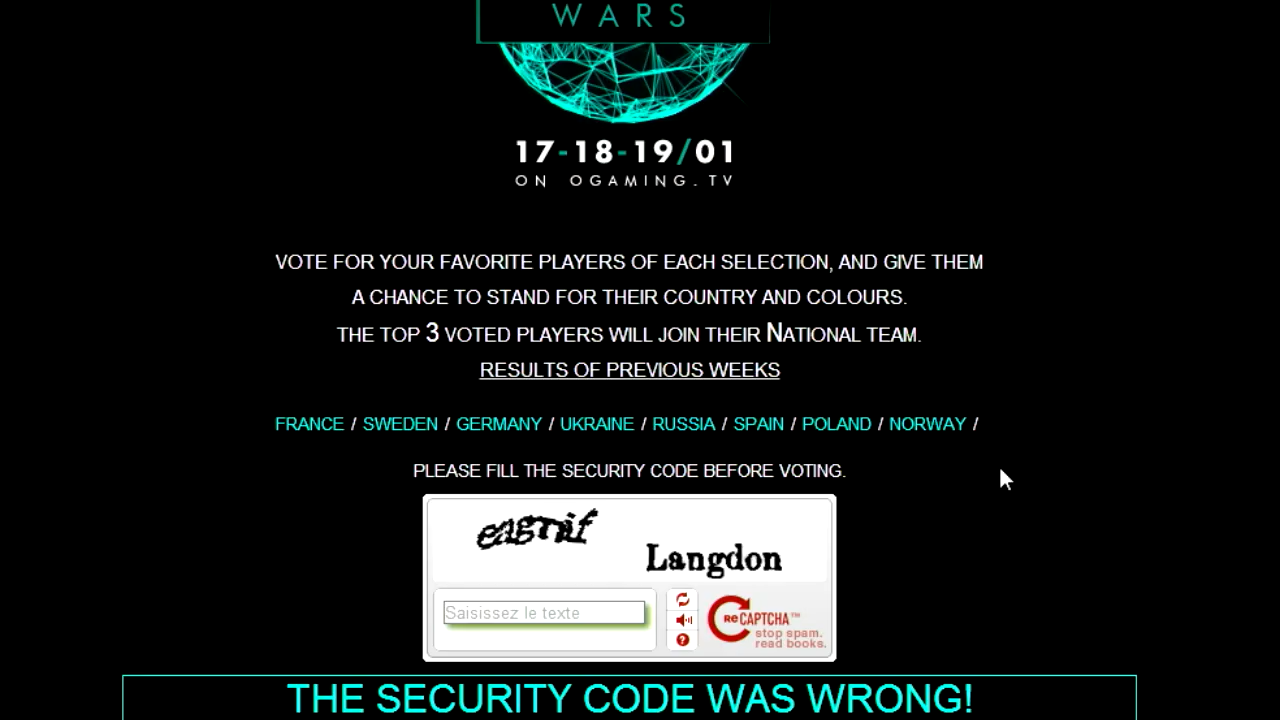 WARS
17-18-19/01
ON OGAMING.TV
VOTE FOR YOUR FAVORITE PLAYERS OF EACH SELECTION, AND GIVE THEM
A CHANCE TO STAND FOR THEIR COUNTRY AND COLOURS.
THE TOP 3 VOTED PLAYERS WILL JOIN THEIR NATIONAL TEAM.
RESULTS OF PREVIOUS WEEKS
FRANCE / SWEDEN / GERMANY / UKRAINE / RUSSIA / SPAIN / POLAND / NORWAY /
PLEASE FILL THE SECURITY CODE BEFORE VOTING.
eagnif Langdon
Saisissez le texte
reCAPTCHA™
stop spam.
read books.
THE SECURITY CODE WAS WRONG!